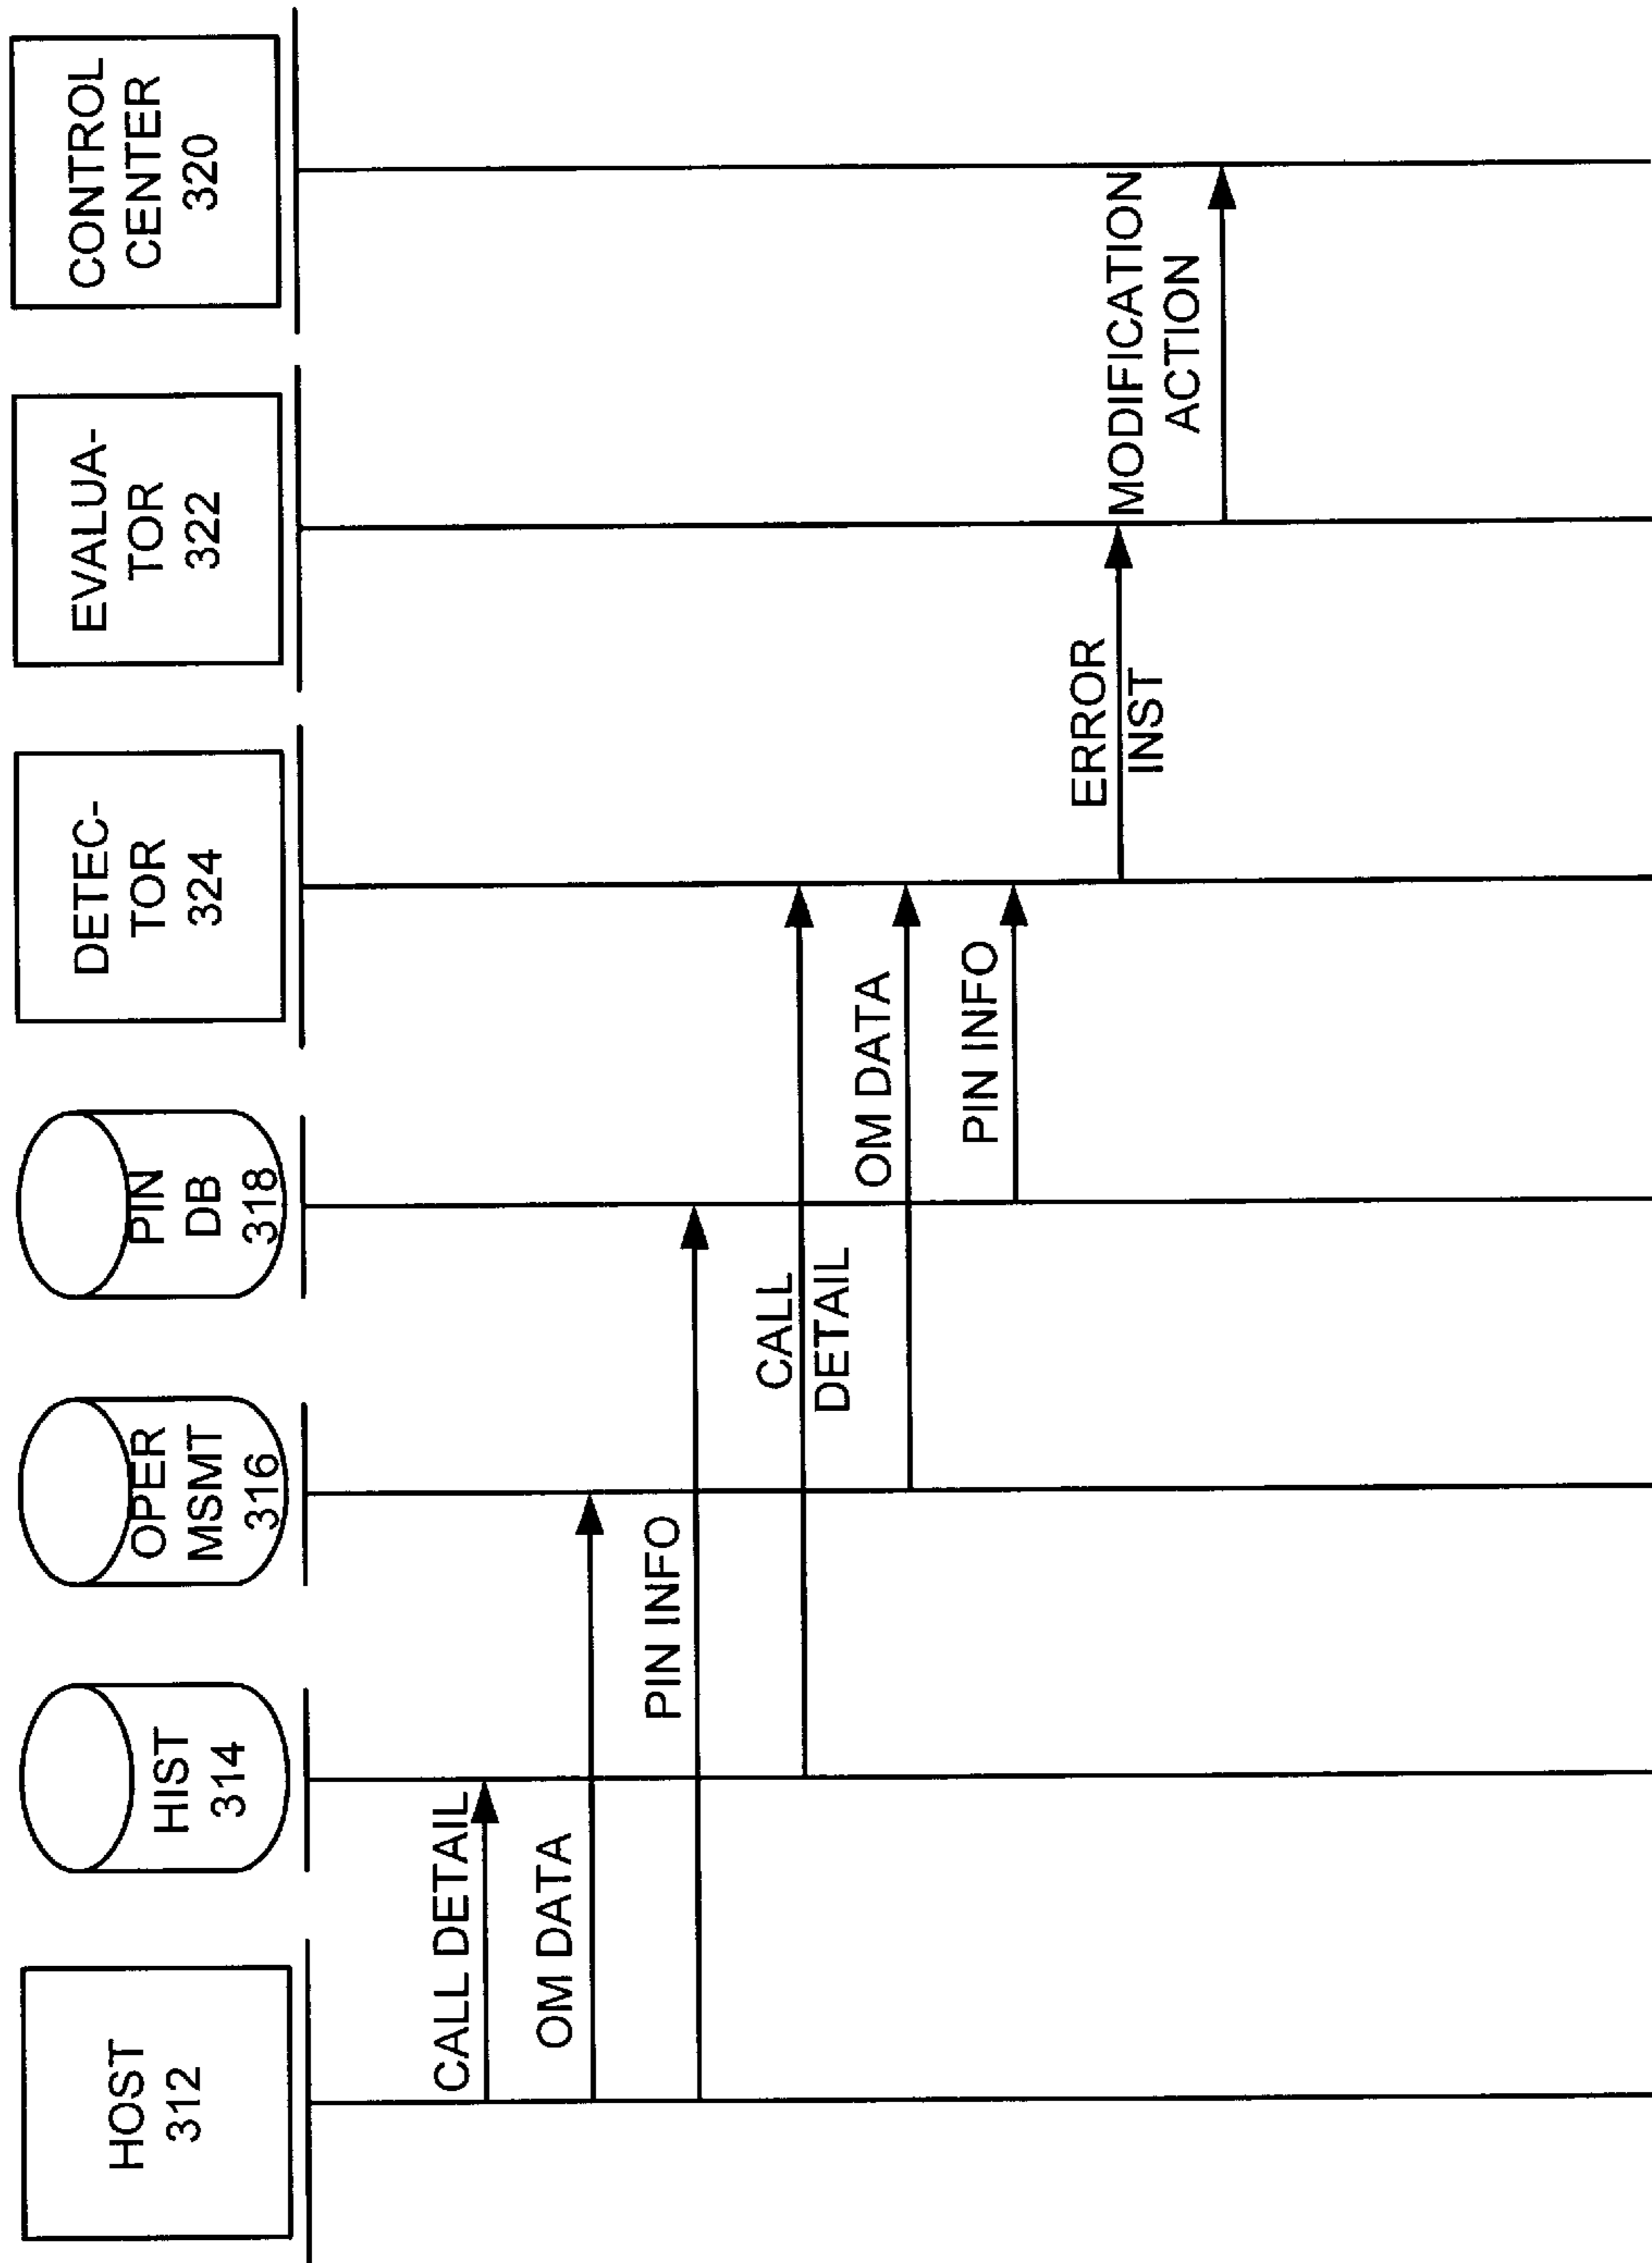 HOST
312
HIST
314
OPER
MSMT
316
PIN
DB
318
DETEC-
TOR
324
EVALUA-
TOR
322
CONTROL
CENTER
320
CALL DETAIL
OM DATA
PIN INFO
CALL
DETAIL
OM DATA
PIN INFO
ERROR
INST
MODIFICATION
ACTION